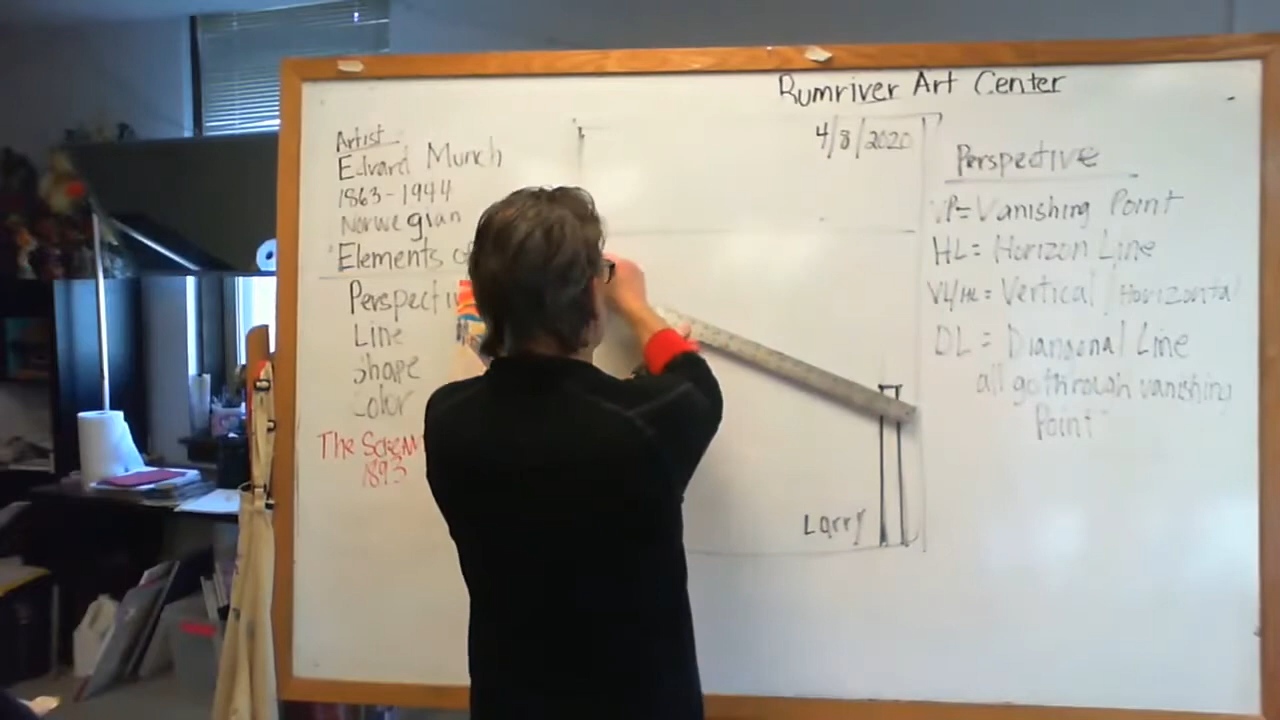 Rumriver Art Center
4/8/2020
Artist
Edvard Munch
1863-1944
Norwegian
Elements of
Perspectiv
Line
Shape
Color
The Scream
1893
Perspective
VP= Vanishing Point
HL= Horizon Line
VL/HL= Vertical / Horizontal
DL = Diangonal Line
all go through vanishing
Point
Larry